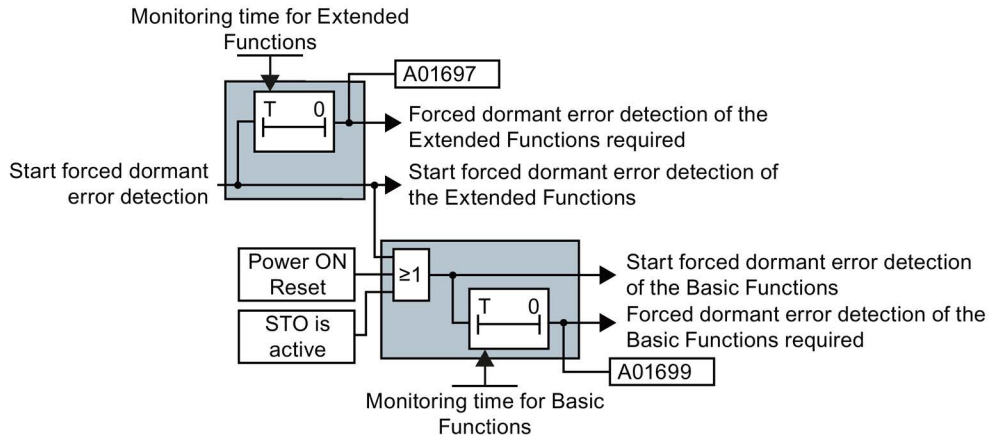 Monitoring time for Extended
Functions
A01697
T 0
Forced dormant error detection of the
Extended Functions required
Start forced dormant
error detection
Start forced dormant error detection of
the Extended Functions
Power ON
Reset
≥1
Start forced dormant error detection
of the Basic Functions
STO is
active
T 0
Forced dormant error detection of the
Basic Functions required
A01699
Monitoring time for Basic
Functions